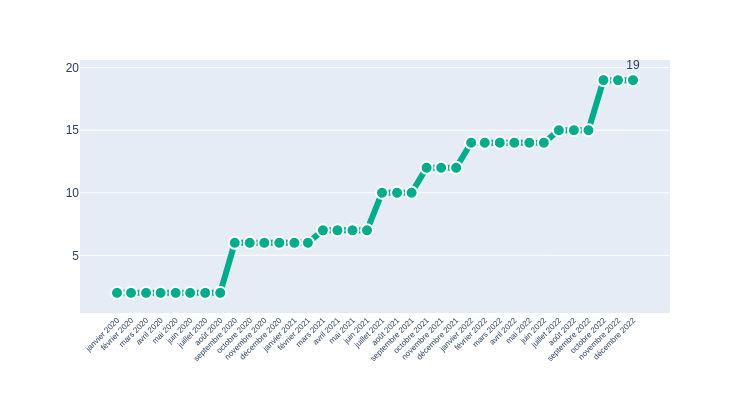 20
19
15
10
5
janvier 2020
février 2020
mars 2020
avril 2020
mai 2020
juin 2020
juillet 2020
août 2020
septembre 2020
octobre 2020
novembre 2020
décembre 2020
janvier 2021
février 2021
mars 2021
avril 2021
mai 2021
juin 2021
juillet 2021
août 2021
septembre 2021
octobre 2021
novembre 2021
décembre 2021
janvier 2022
février 2022
mars 2022
avril 2022
mai 2022
juin 2022
juillet 2022
août 2022
septembre 2022
octobre 2022
novembre 2022
décembre 2022